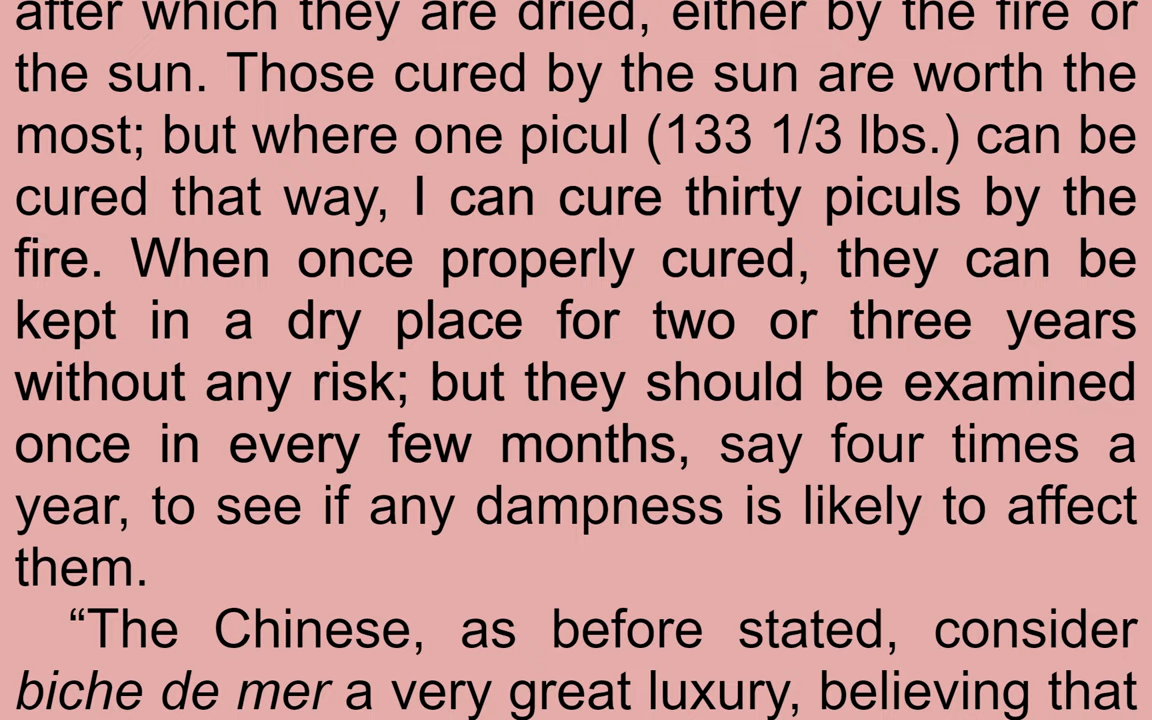 after which they are dried, either by the fire or
the sun. Those cured by the sun are worth the
most; but where one picul (133 1/3 lbs.) can be
cured that way, I can cure thirty piculs by the
fire. When once properly cured, they can be
kept in a dry place for two or three years
without any risk; but they should be examined
once in every few months, say four times a
year, to see if any dampness is likely to affect
them.
“The Chinese, as before stated, consider
biche de mer a very great luxury, believing that